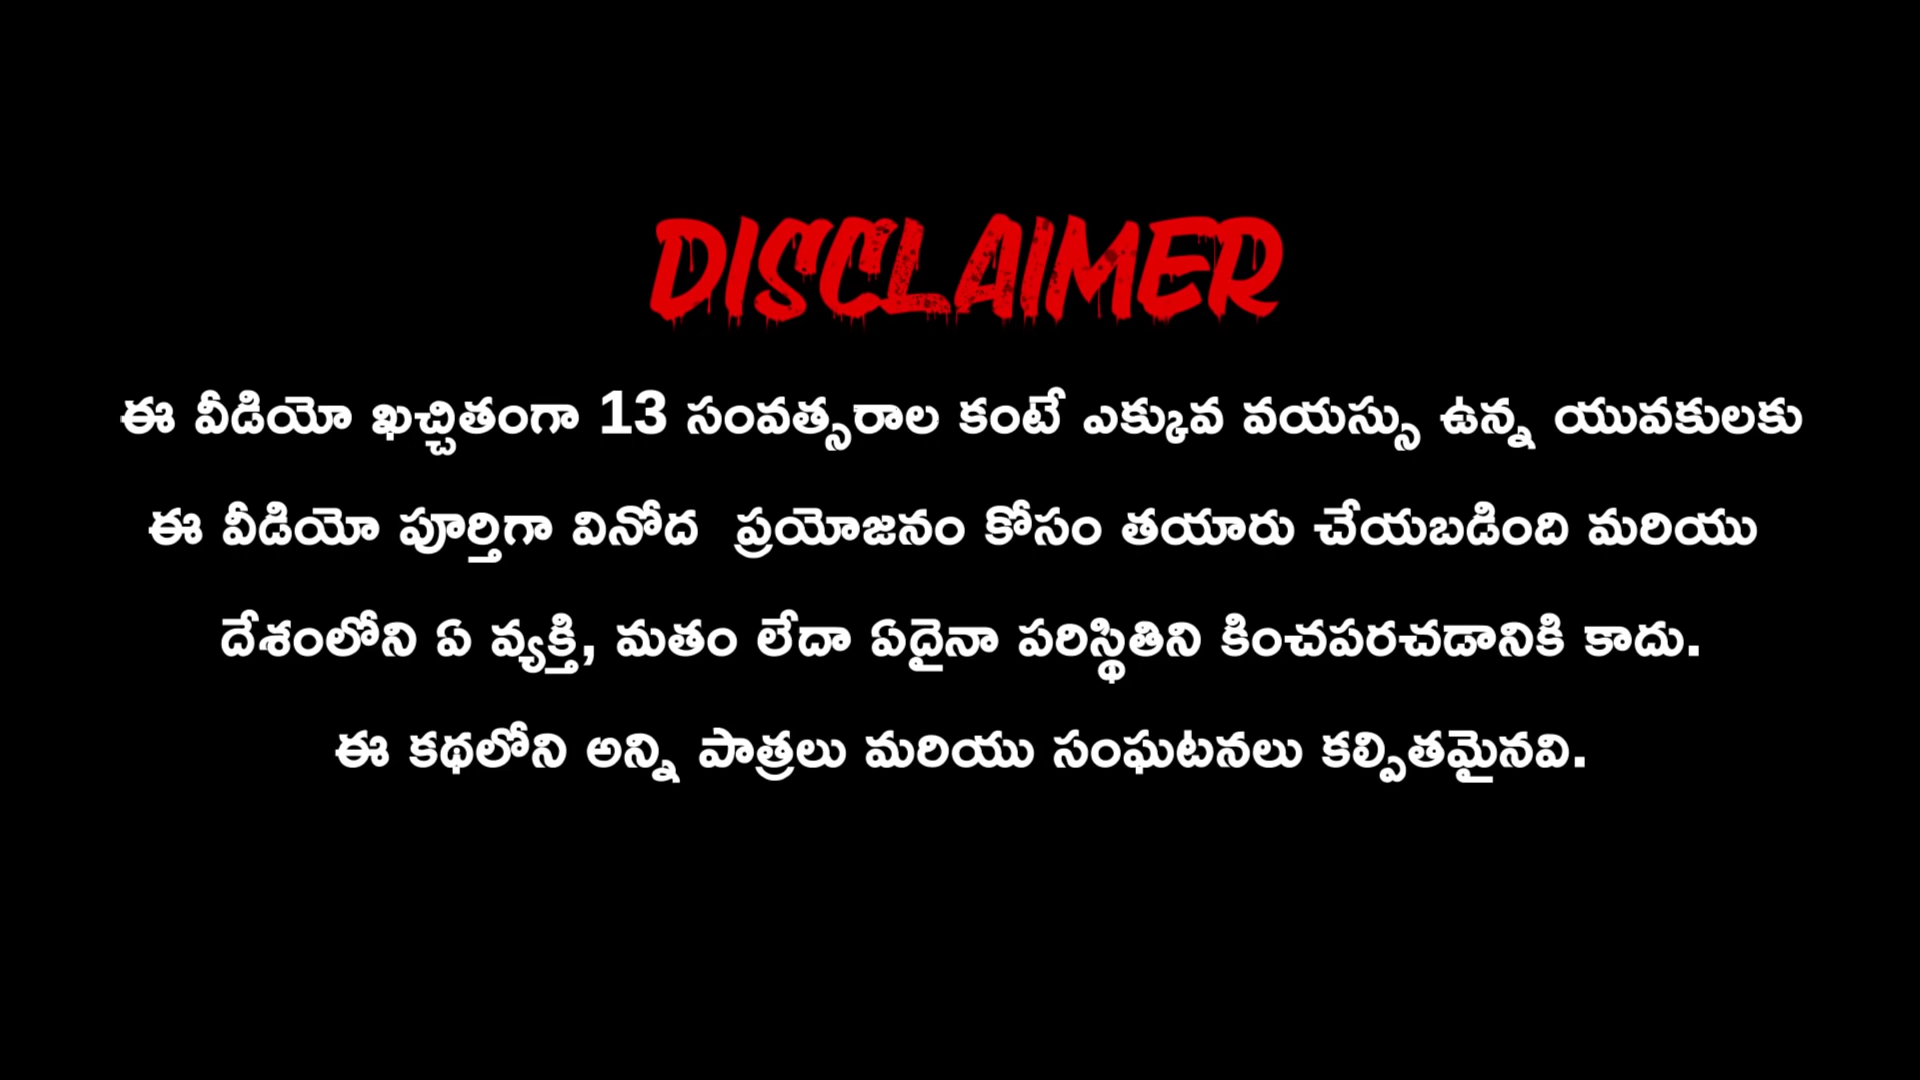 DISCLAIMER
ఈ వీడియో ఖచ్చితంగా 13 సంవత్సరాల కంటే ఎక్కువ వయస్సు ఉన్న యువకులకు
ఈ వీడియో పూర్తిగా వినోద ప్రయోజనం కోసం తయారు చేయబడింది మరియు
దేశంలోని ఏ వ్యక్తి, మతం లేదా ఏదైనా పరిస్థితిని కించపరచడానికి కాదు.
ఈ కథలోని అన్ని పాత్రలు మరియు సంఘటనలు కల్పితమైనవి.